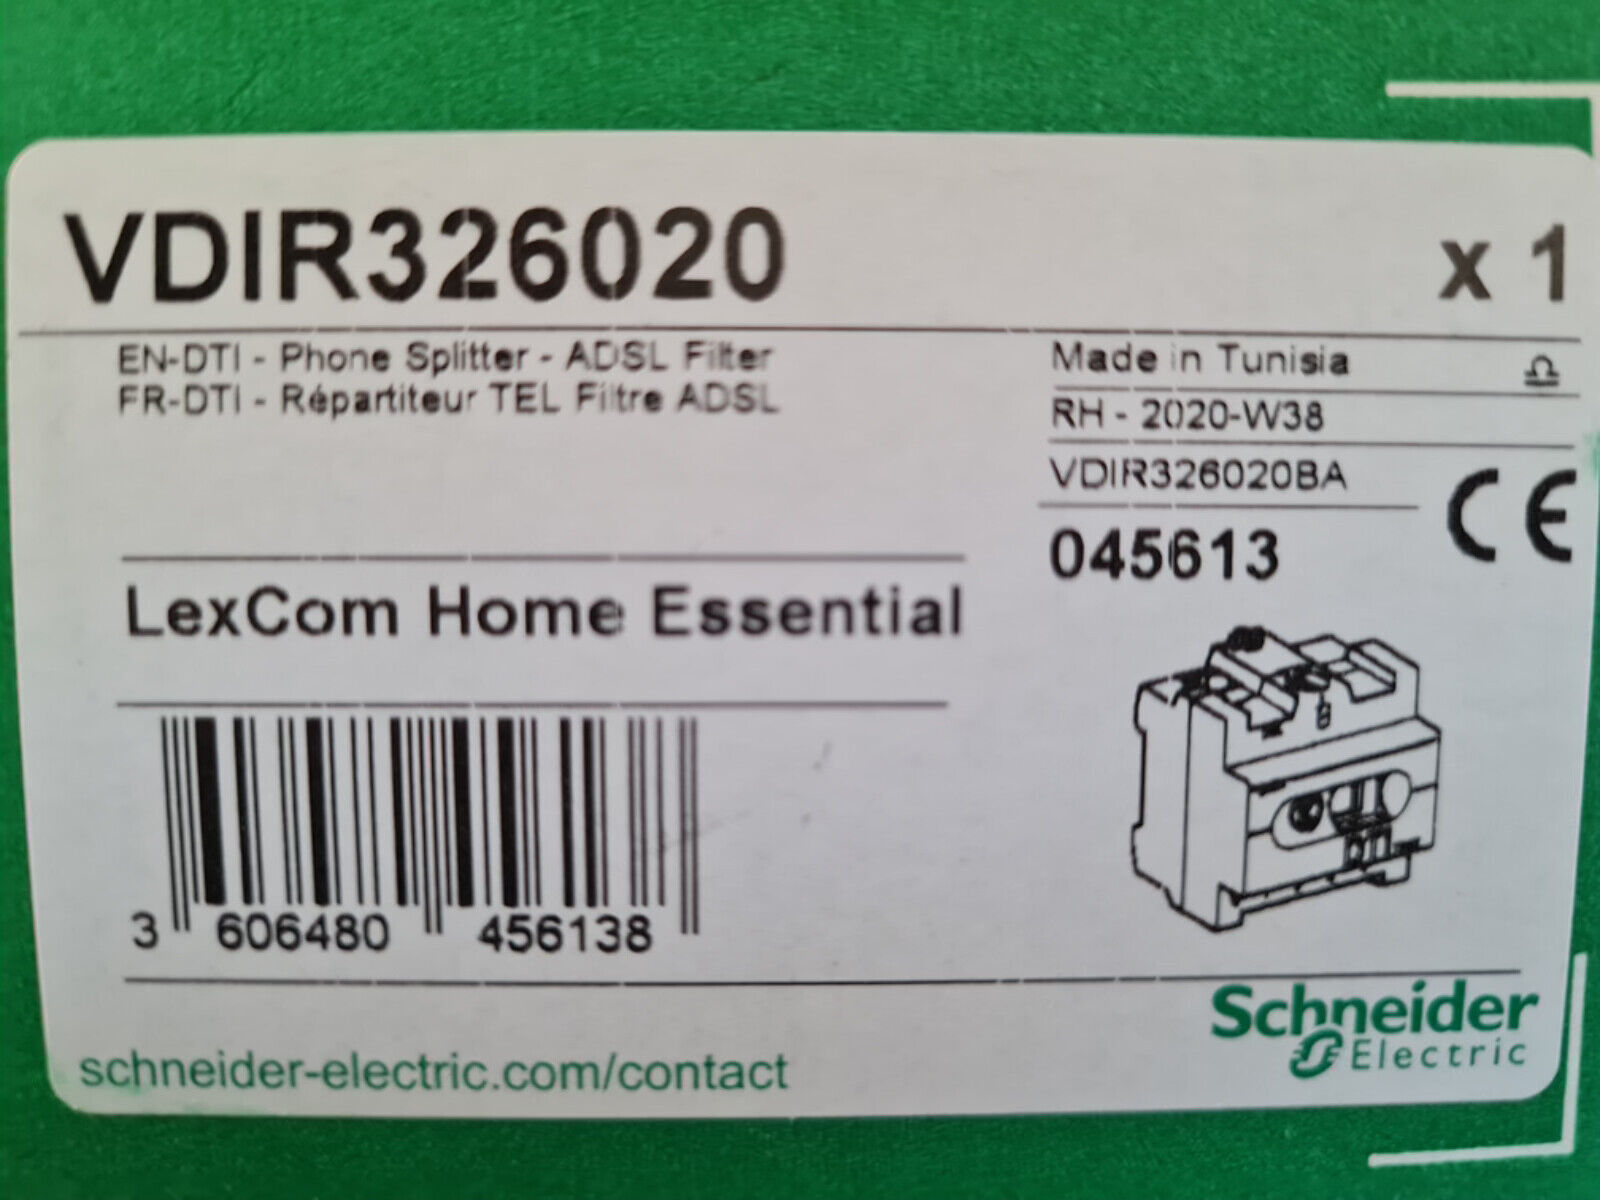 VDIR326020
x 1
EN-DTI - Phone Splitter - ADSL Filter
FR-DTI - Répartiteur TEL Filtre ADSL
Made in Tunisia
RH - 2020-W38
VDIR326020BA
045613
CE
LexCom Home Essential
3 606480 456138
Schneider
Electric
schneider-electric.com/contact